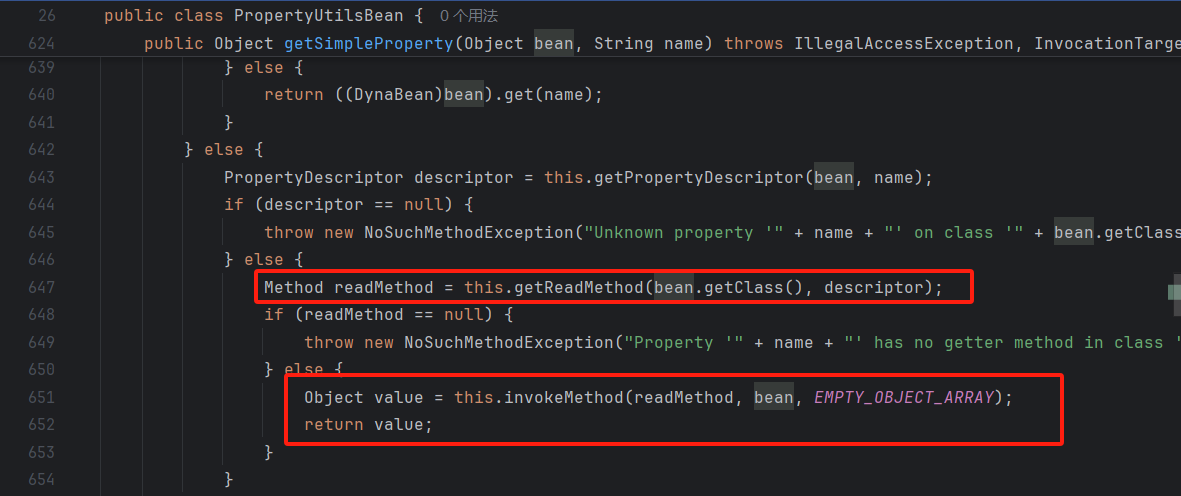 26 public class PropertyUtilsBean { 0 个用法
624 public Object getSimpleProperty(Object bean, String name) throws IllegalAccessException, InvocationTarge
639 } else {
640 return ((DynaBean)bean).get(name);
641 }
642 } else {
643 PropertyDescriptor descriptor = this.getPropertyDescriptor(bean, name);
644 if (descriptor == null) {
645 throw new NoSuchMethodException("Unknown property '" + name + "' on class '" + bean.getClass
646 } else {
647 Method readMethod = this.getReadMethod(bean.getClass(), descriptor);
648 if (readMethod == null) {
649 throw new NoSuchMethodException("Property '" + name + "' has no getter method in class '
650 } else {
651 Object value = this.invokeMethod(readMethod, bean, EMPTY_OBJECT_ARRAY);
652 return value;
653 }
654 }